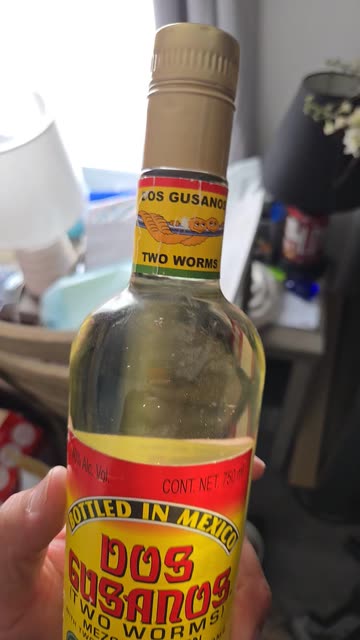 DOS GUSANOS
TWO WORMS
Alc. Vol.
CONT. NET. 750 ml
BOTTLED IN MEXICO
DOS
GUSANOS
(TWO WORMS)